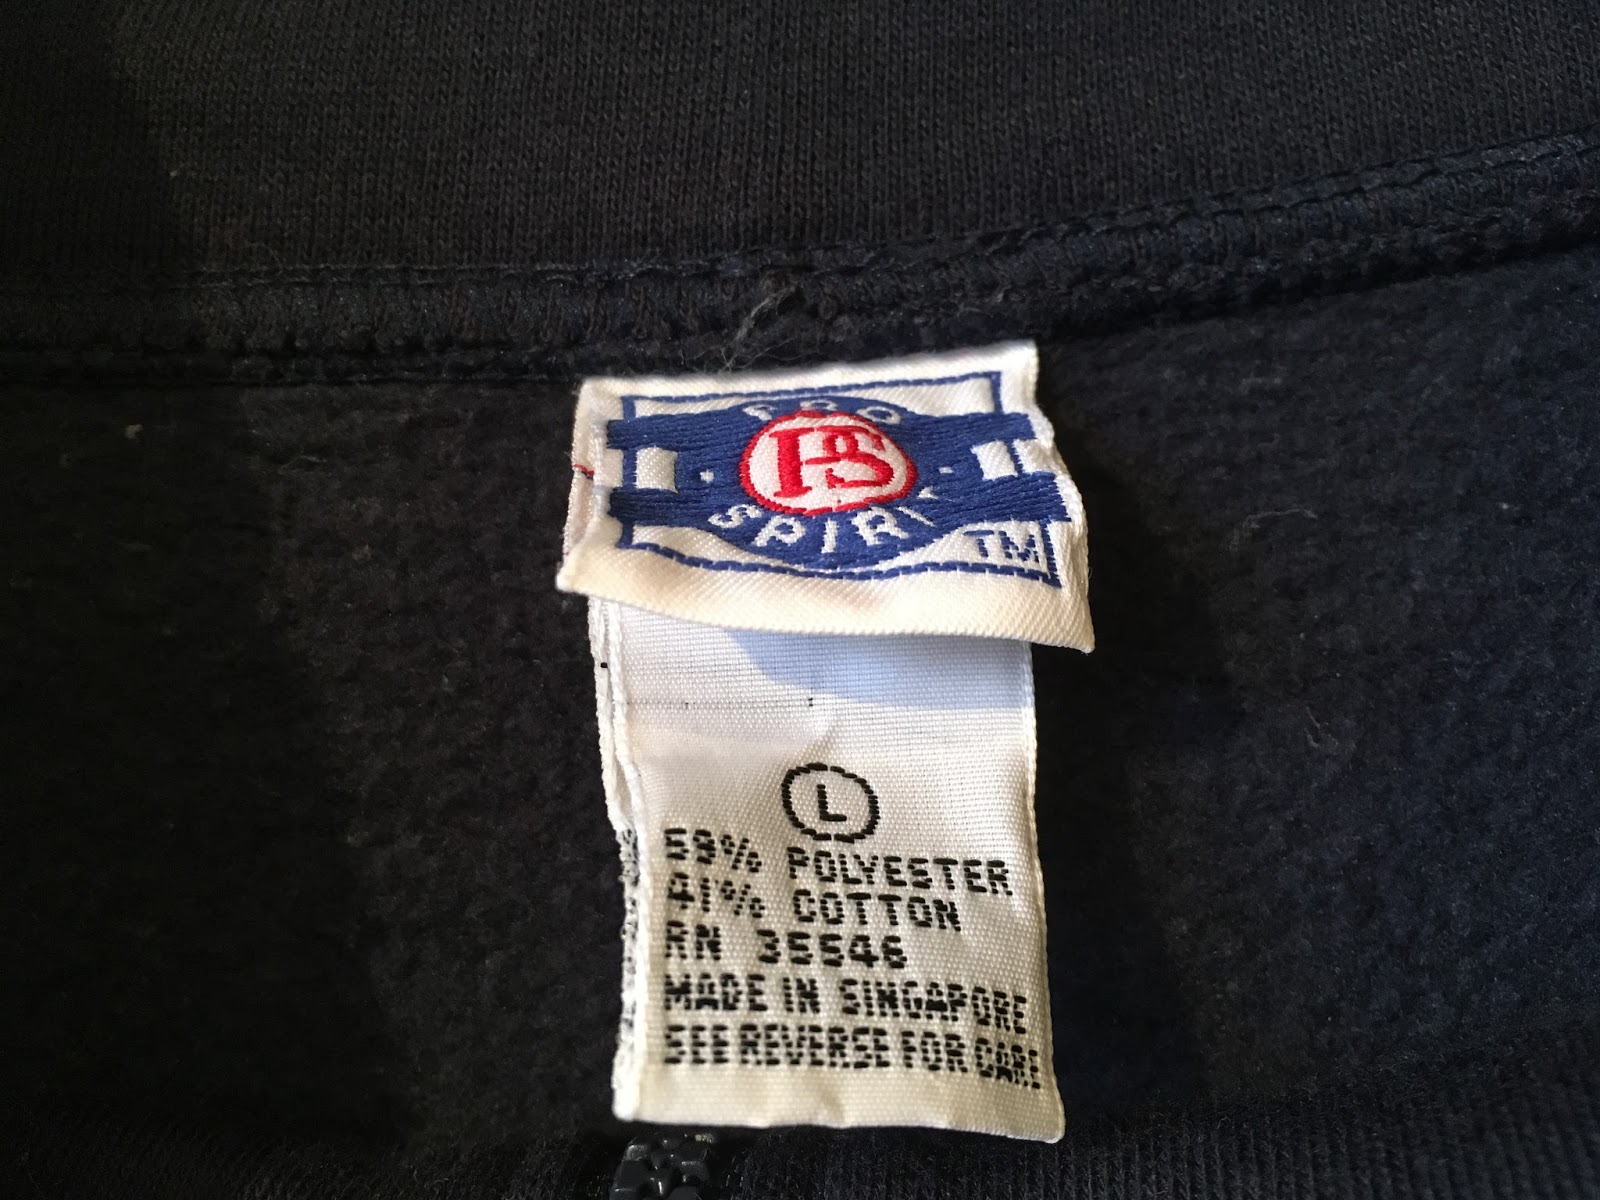 PRO
PS
SPIRIT
TM
L
59% POLYESTER
41% COTTON
RN 35546
MADE IN SINGAPORE
SEE REVERSE FOR CARE